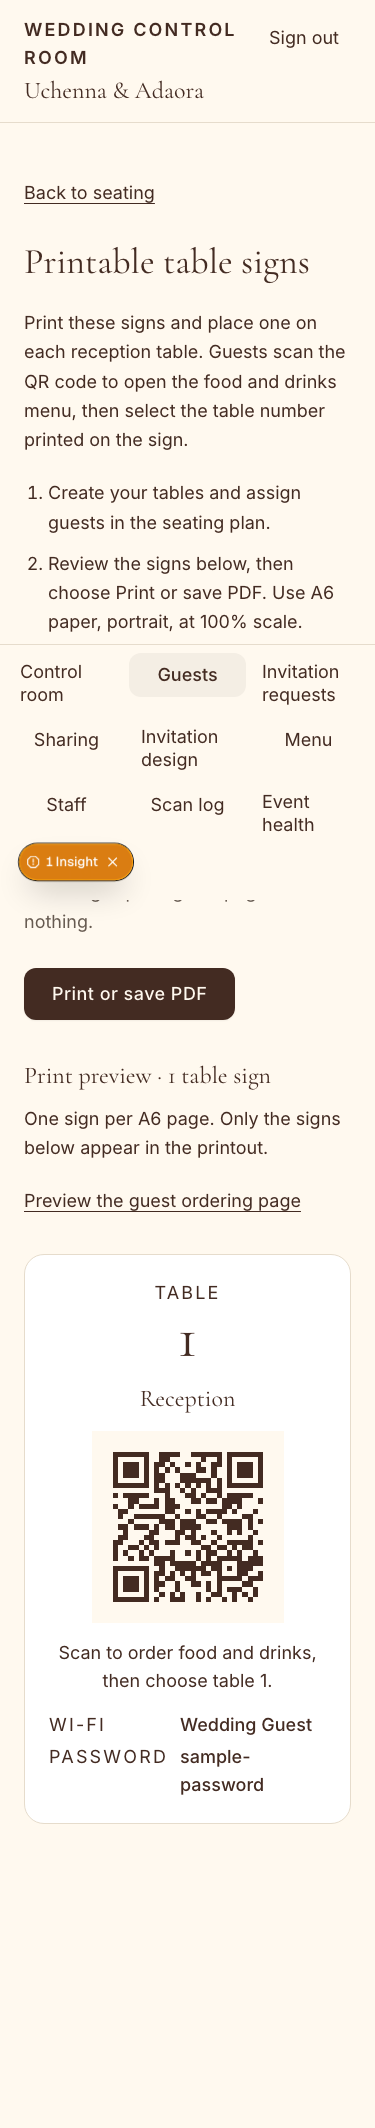 WEDDING CONTROL
ROOM
Sign out
Uchenna & Adaora
Back to seating
Printable table signs
Print these signs and place one on
each reception table. Guests scan the
QR code to open the food and drinks
menu, then select the table number
printed on the sign.
1. Create your tables and assign
guests in the seating plan.
2. Review the signs below, then
choose Print or save PDF. Use A6
paper, portrait, at 100% scale.
Control
room
Guests
Invitation
requests
Sharing
Invitation
design
Menu
Staff
Scan log
Event
health
1 Insight
nothing.
Print or save PDF
Print preview · 1 table sign
One sign per A6 page. Only the signs
below appear in the printout.
Preview the guest ordering page
TABLE
1
Reception
Scan to order food and drinks,
then choose table 1.
WI-FI Wedding Guest
PASSWORD sample-
password